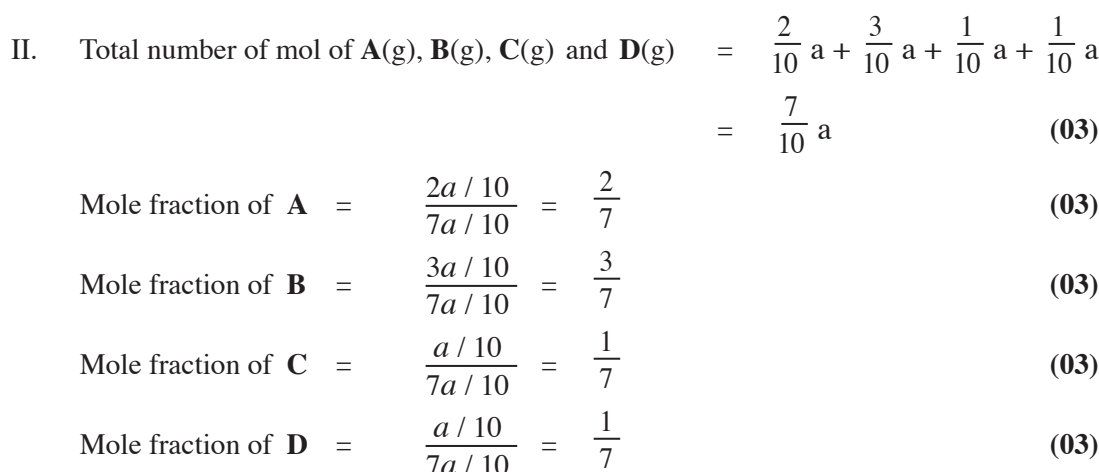 II. Total number of mol of A(g), B(g), C(g) and D(g) = 2/10 a + 3/10 a + 1/10 a + 1/10 a
= 7/10 a (03)
Mole fraction of A = (2a / 10)/(7a / 10) = 2/7 (03)
Mole fraction of B = (3a / 10)/(7a / 10) = 3/7 (03)
Mole fraction of C = (a / 10)/(7a / 10) = 1/7 (03)
Mole fraction of D = (a / 10)/(7a / 10) = 1/7 (03)